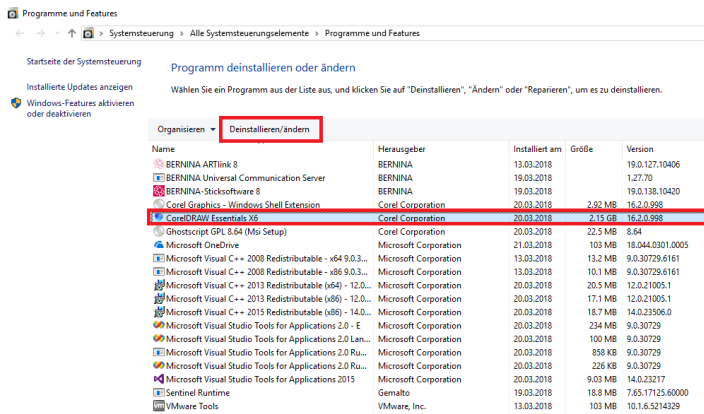 Programme und Features
Systemsteuerung > Alle Systemsteuerungselemente > Programme und Features
Startseite der Systemsteuerung
Installierte Updates anzeigen
Windows-Features aktivieren
oder deaktivieren
Programm deinstallieren oder ändern
Wählen Sie ein Programm aus der Liste aus, und klicken Sie auf "Deinstallieren", "Ändern" oder "Reparieren", um es zu deinstallieren.
Organisieren Deinstallieren/ändern
Name Herausgeber Installiert am Größe Version
BERNINA ARTlink 8 BERNINA 13.03.2018 19.0.127.10406
BERNINA Universal Communication Server BERNINA 19.03.2018 1.27.70
BERNINA-Sticksoftware 8 BERNINA 19.03.2018 19.0.138.10420
Corel Graphics - Windows Shell Extension Corel Corporation 20.03.2018 2.92 MB 16.2.0.998
CorelDRAW Essentials X6 Corel Corporation 20.03.2018 2.15 GB 16.2.0.998
Ghostscript GPL 8.64 (Msi Setup) Corel Corporation 20.03.2018 22.5 MB 8.64
Microsoft OneDrive Microsoft Corporation 21.03.2018 103 MB 18.044.0301.0005
Microsoft Visual C++ 2008 Redistributable - x64 9.0.3... Microsoft Corporation 13.03.2018 13.2 MB 9.0.30729.6161
Microsoft Visual C++ 2008 Redistributable - x86 9.0.3... Microsoft Corporation 13.03.2018 10.1 MB 9.0.30729.6161
Microsoft Visual C++ 2013 Redistributable (x64) - 12.0... Microsoft Corporation 20.03.2018 20.5 MB 12.0.21005.1
Microsoft Visual C++ 2013 Redistributable (x86) - 12.0... Microsoft Corporation 20.03.2018 17.1 MB 12.0.21005.1
Microsoft Visual C++ 2015 Redistributable (x86) - 14.0... Microsoft Corporation 20.03.2018 18.7 MB 14.0.23506.0
Microsoft Visual Studio Tools for Applications 2.0 - E Microsoft Corporation 20.03.2018 234 MB 9.0.30729
Microsoft Visual Studio Tools for Applications 2.0 Lan... Microsoft Corporation 20.03.2018 100 MB 9.0.30729
Microsoft Visual Studio Tools for Applications 2.0 Ru... Microsoft Corporation 20.03.2018 858 KB 9.0.30729
Microsoft Visual Studio Tools for Applications 2.0 Ru... Microsoft Corporation 20.03.2018 226 KB 9.0.30729
Microsoft Visual Studio Tools for Applications 2015 Microsoft Corporation 20.03.2018 9.03 MB 14.0.23217
Sentinel Runtime Gemalto 19.03.2018 18.8 MB 7.65.17125.60000
VMware Tools VMware, Inc. 13.03.2018 103 MB 10.1.6.5214329